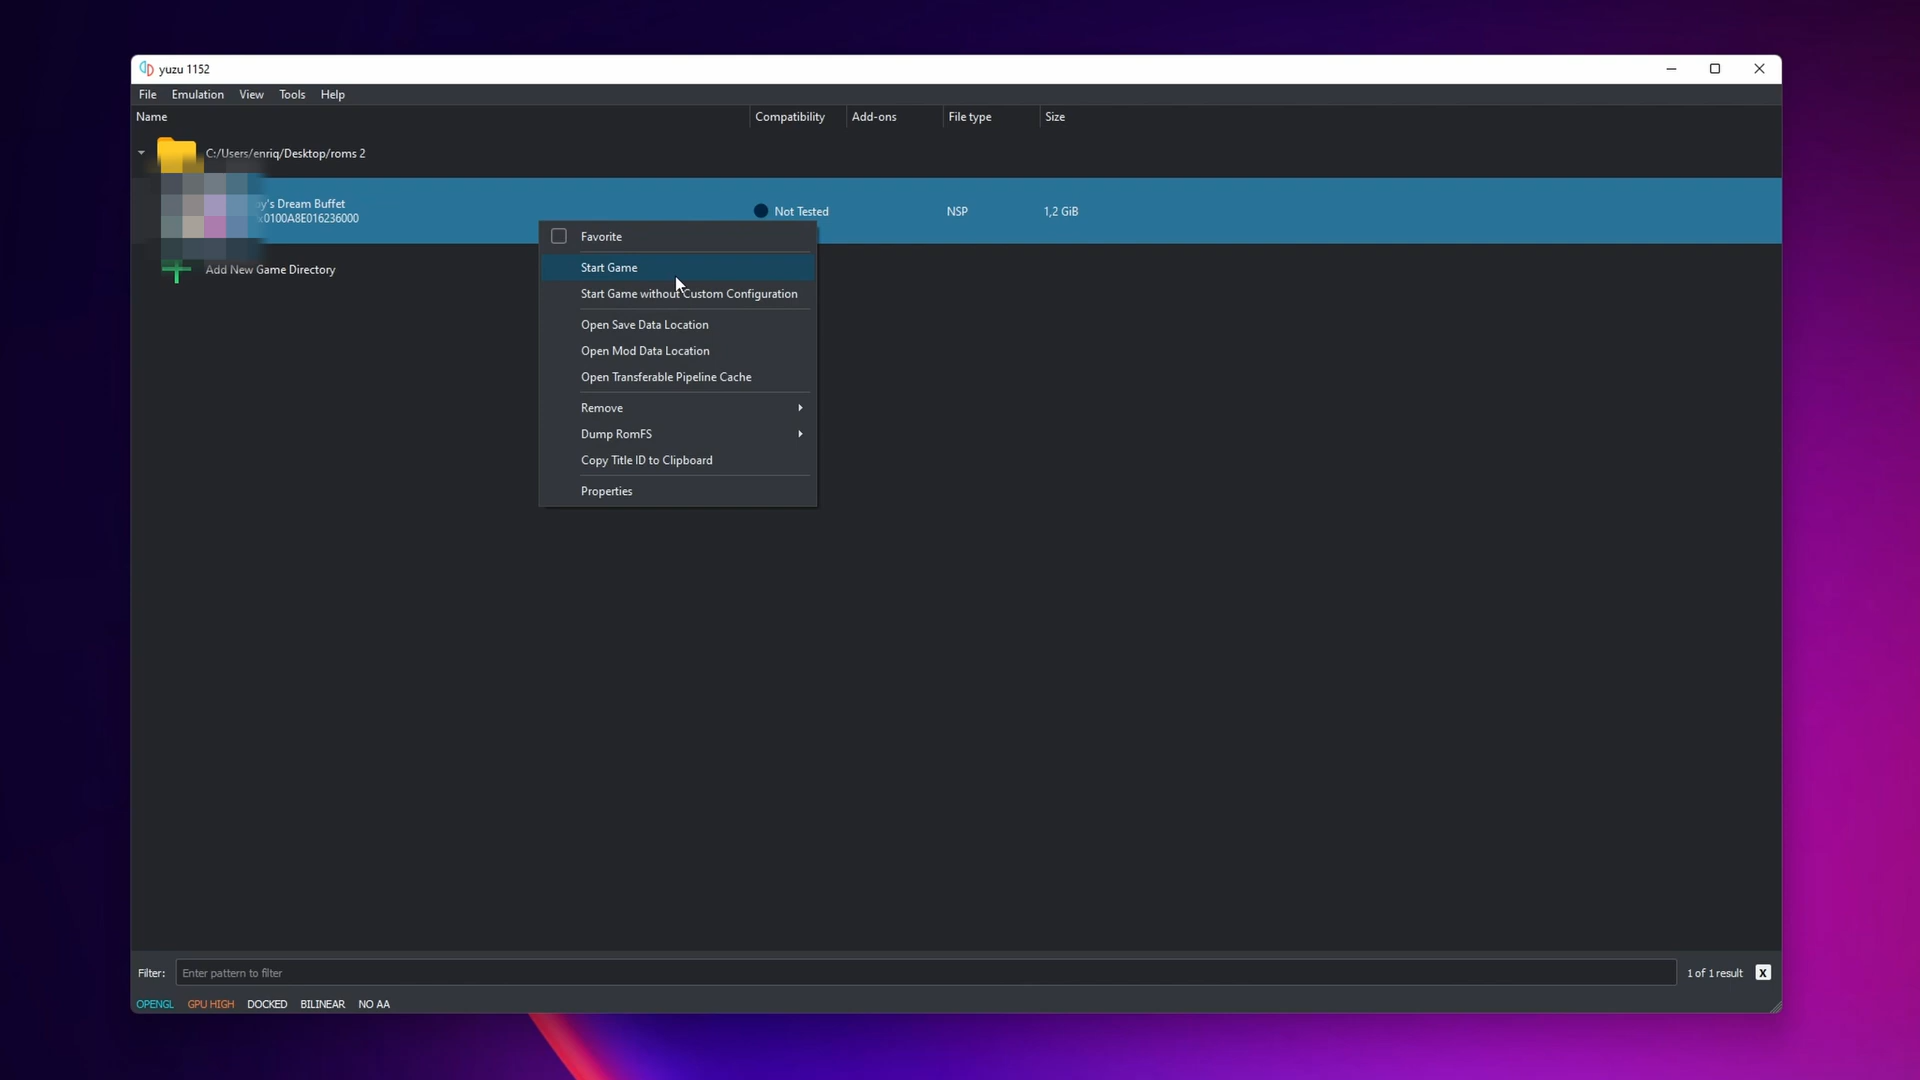 yuzu 1152
File Emulation View Tools Help
Name Compatibility Add-ons File type Size
C:/Users/enriq/Desktop/roms 2
Dream Buffet
0100A8E016236000
Not Tested NSP 1,2 GiB
Add New Game Directory
Favorite
Start Game
Start Game without Custom Configuration
Open Save Data Location
Open Mod Data Location
Open Transferable Pipeline Cache
Remove
Dump RomFS
Copy Title ID to Clipboard
Properties
Filter: Enter pattern to filter 1 of 1 result X
OPENGL GPU HIGH DOCKED BILINEAR NO AA